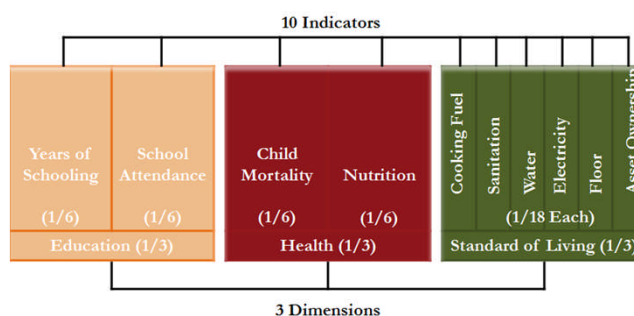 10 Indicators
Years of
Schooling
(1/6)
School
Attendance
(1/6)
Education (1/3)
Child
Mortality
(1/6)
Nutrition
(1/6)
Health (1/3)
Cooking Fuel
Sanitation
Water
Electricity
Floor
Asset Ownership
(1/18 Each)
Standard of Living (1/3)
3 Dimensions